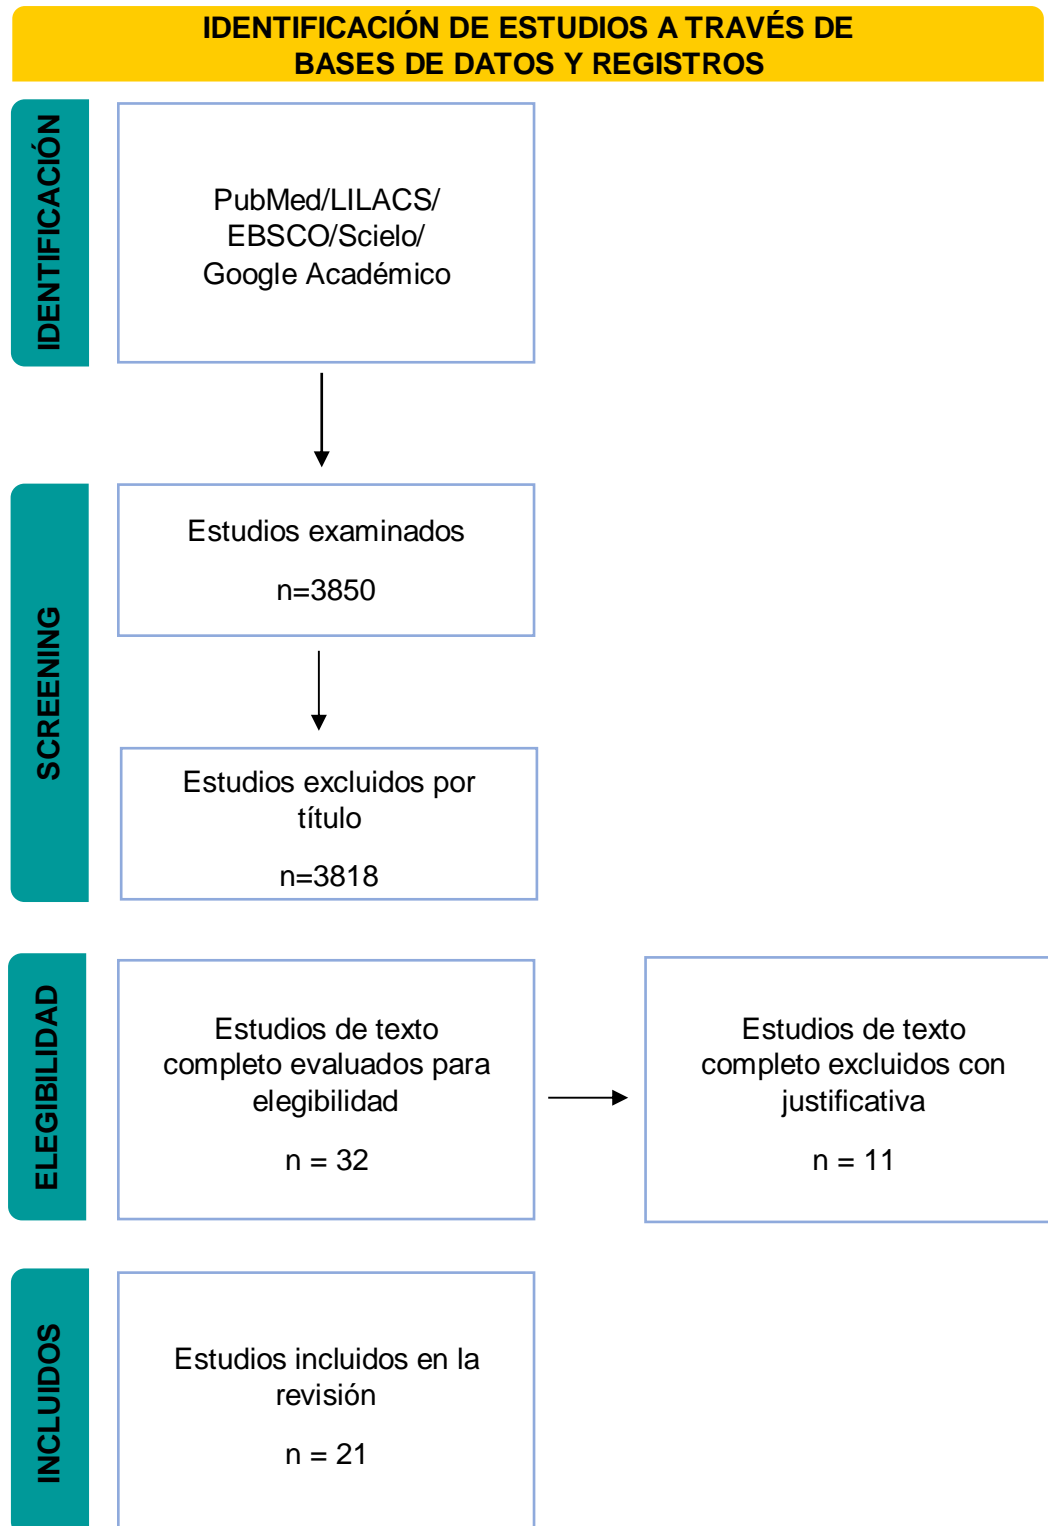 IDENTIFICACIÓN DE ESTUDIOS A TRAVÉS DE
BASES DE DATOS Y REGISTROS
IDENTIFICACIÓN
PubMed/LILACS/
EBSCO/Scielo/
Google Académico
SCREENING
Estudios examinados
n=3850
Estudios excluidos por
título
n=3818
ELEGIBILIDAD
Estudios de texto
completo evaluados para
elegibilidad
n = 32
Estudios de texto
completo excluidos con
justificativa
n = 11
INCLUIDOS
Estudios incluidos en la
revisión
n = 21